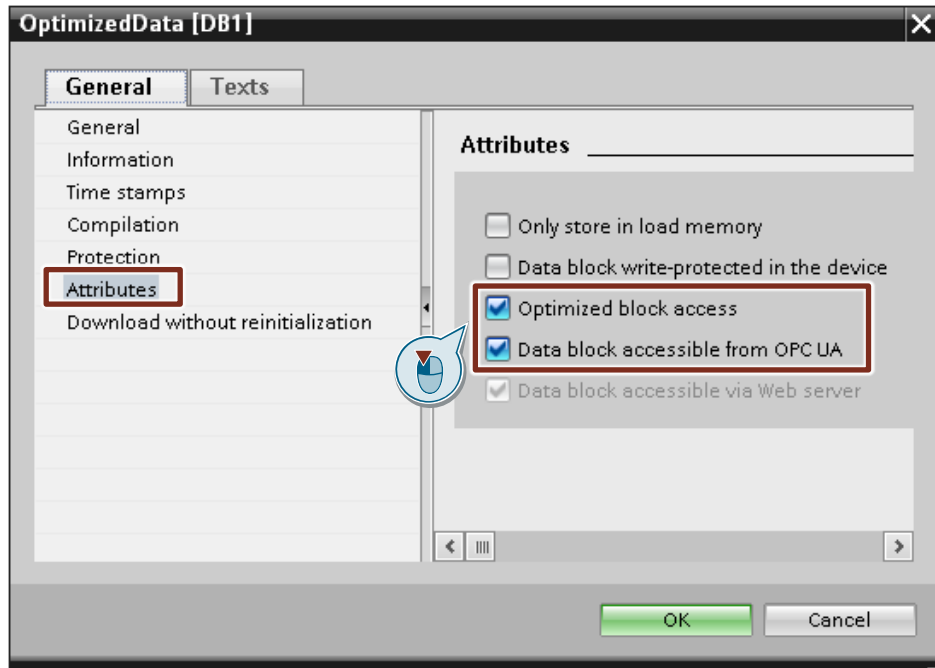 OptimizedData [DB1]
General
Texts
General
Information
Time stamps
Compilation
Protection
Attributes
Download without reinitialization
Attributes
Only store in load memory
Data block write-protected in the device
Optimized block access
Data block accessible from OPC UA
Data block accessible via Web server
OK
Cancel